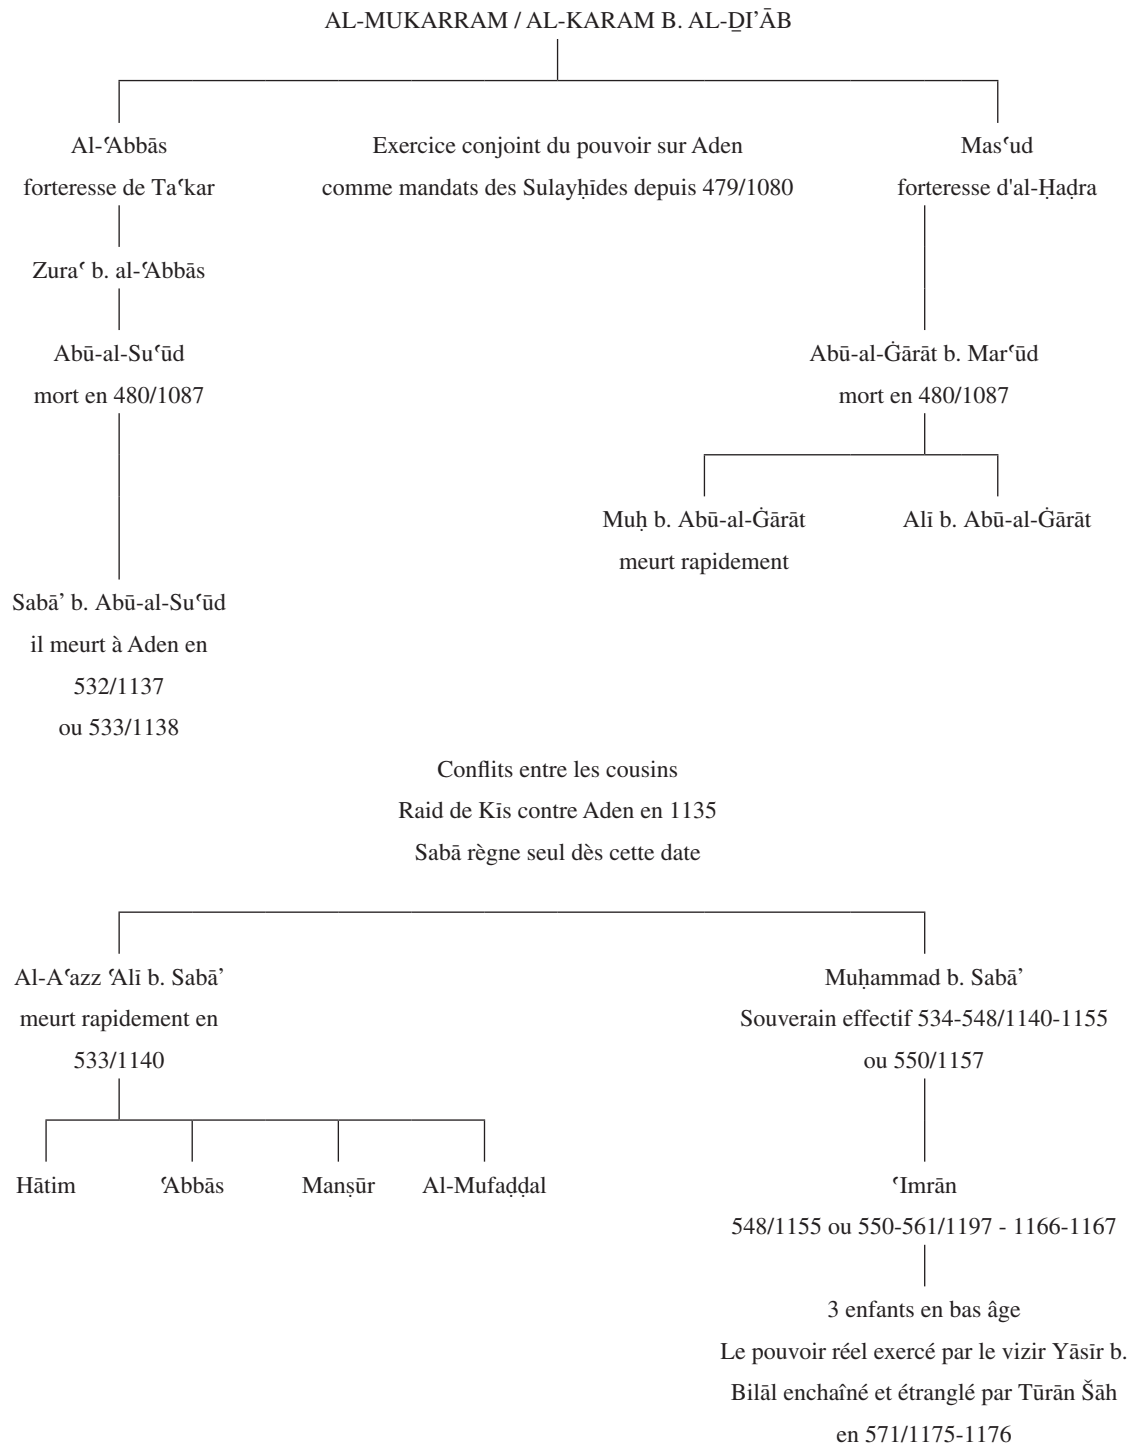 AL-MUKARRAM / AL-KARAM B. AL-ḎI’ĀB
Al-ʿAbbās
forteresse de Taʿkar
Exercice conjoint du pouvoir sur Aden
comme mandats des Sulayḥīdes depuis 479/1080
Masʿud
forteresse d'al-Ḥaḍra
Zuraʿ b. al-ʿAbbās
Abū-al-Suʿūd
mort en 480/1087
Abū-al-Ġārāt b. Marʿūd
mort en 480/1087
Muḥ b. Abū-al-Ġārāt
meurt rapidement
Alī b. Abū-al-Ġārāt
Sabā’ b. Abū-al-Suʿūd
il meurt à Aden en
532/1137
ou 533/1138
Conflits entre les cousins
Raid de Kīs contre Aden en 1135
Sabā règne seul dès cette date
Al-Aʿazz ʿAlī b. Sabā’
meurt rapidement en
533/1140
Muḥammad b. Sabā’
Souverain effectif 534-548/1140-1155
ou 550/1157
Hātim
ʿAbbās
Manṣūr
Al-Mufaḍḍal
ʿImrān
548/1155 ou 550-561/1197 - 1166-1167
3 enfants en bas âge
Le pouvoir réel exercé par le vizir Yāsīr b.
Bilāl enchaîné et étranglé par Tūrān Šāh
en 571/1175-1176